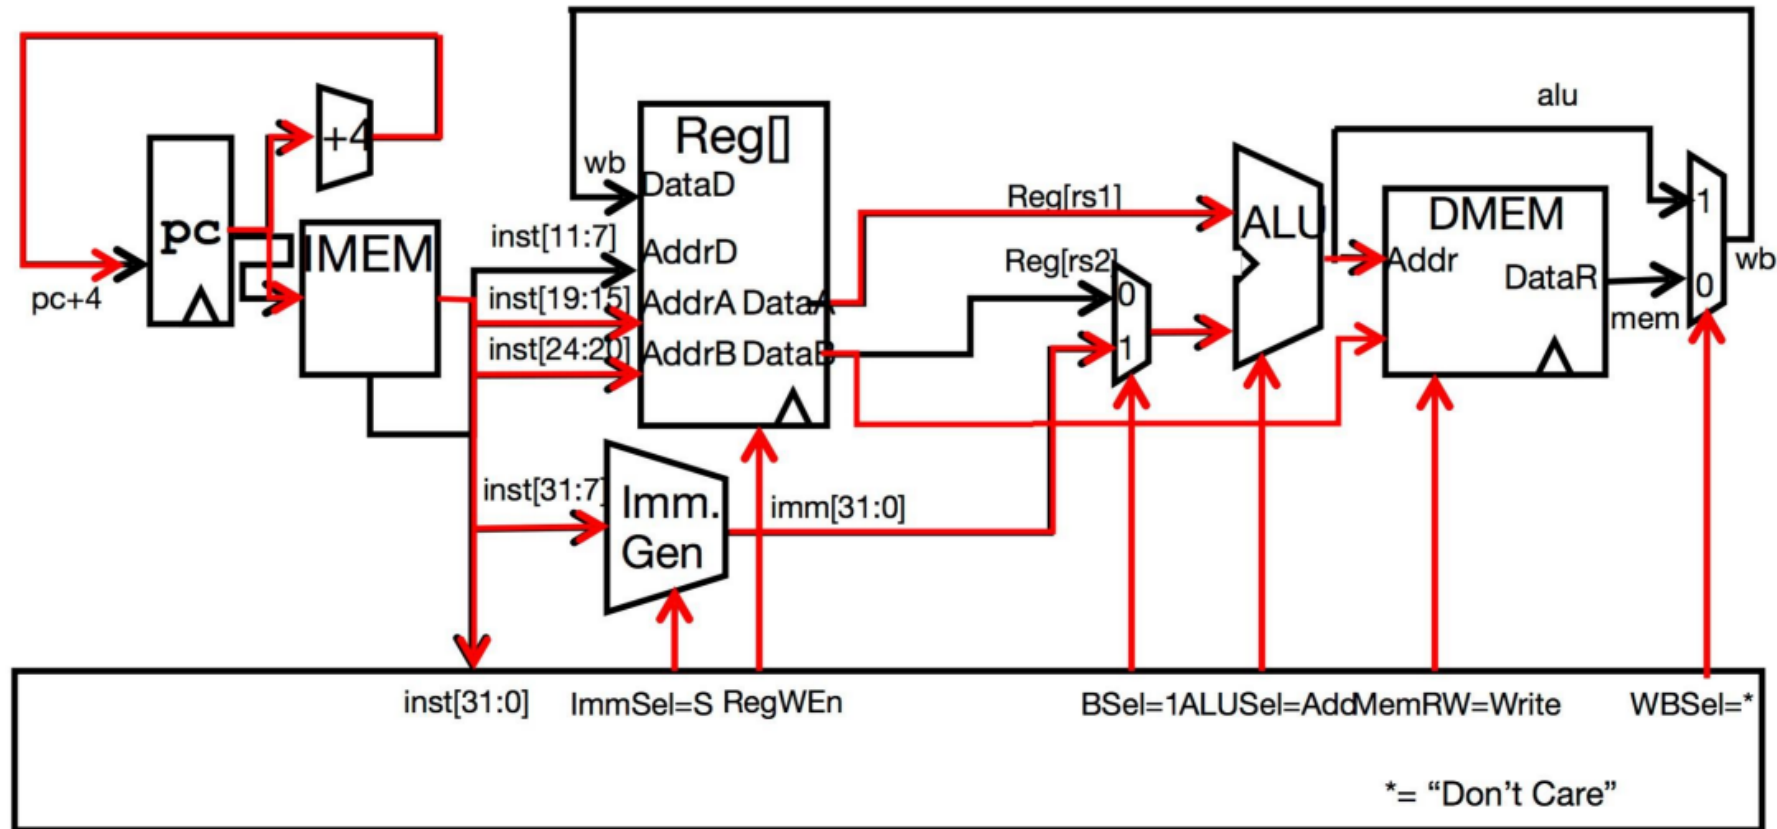 alu
+4
Reg[]
wb
DataD
pc
pc+4
IMEM
inst[11:7]
AddrD
inst[19:15]
AddrA DataA
inst[24:20]
AddrB DataB
Reg[rs1]
Reg[rs2]
0
1
ALU
DMEM
Addr
DataR
mem
1
0
wb
inst[31:7]
Imm.
Gen
imm[31:0]
inst[31:0]
ImmSel=S
RegWEn
BSel=1
ALUSel=Add
MemRW=Write
WBSel=*
*= “Don’t Care”